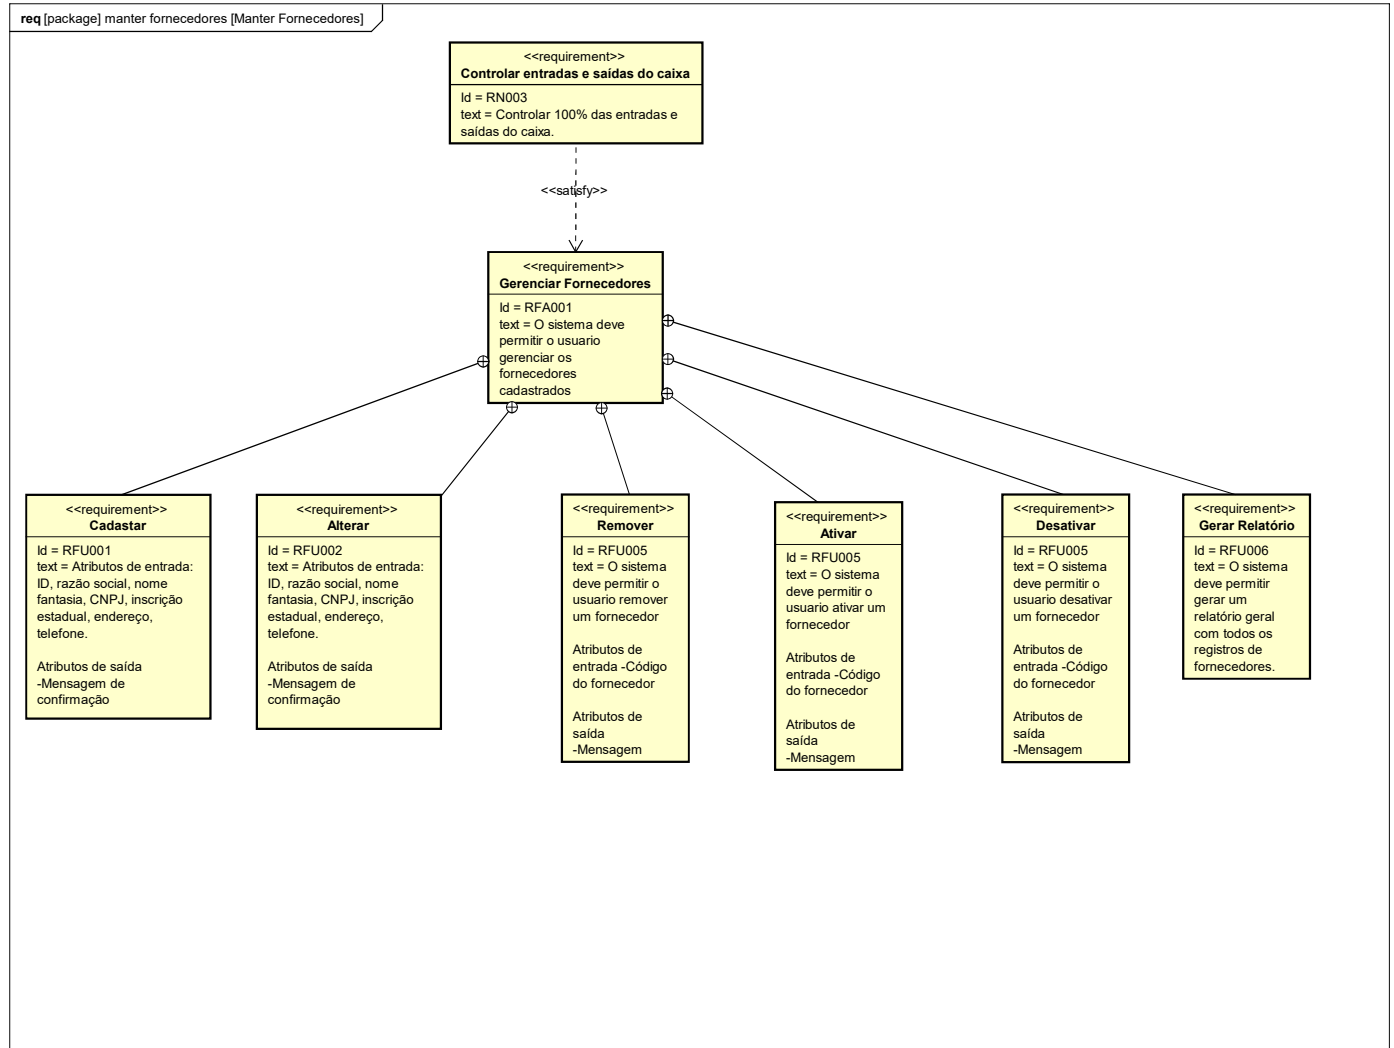 req [package] manter fornecedores [Manter Fornecedores]
<<requirement>>
Controlar entradas e saídas do caixa
Id = RN003
text = Controlar 100% das entradas e
saídas do caixa.
<<satisfy>>
<<requirement>>
Gerenciar Fornecedores
Id = RFA001
text = O sistema deve
permitir o usuario
gerenciar os
fornecedores
cadastrados
<<requirement>>
Cadastar
Id = RFU001
text = Atributos de entrada:
ID, razão social, nome
fantasia, CNPJ, inscrição
estadual, endereço,
telefone.
Atributos de saída
-Mensagem de
confirmação
<<requirement>>
Alterar
Id = RFU002
text = Atributos de entrada:
ID, razão social, nome
fantasia, CNPJ, inscrição
estadual, endereço,
telefone.
Atributos de saída
-Mensagem de
confirmação
<<requirement>>
Remover
Id = RFU005
text = O sistema
deve permitir o
usuario remover
um fornecedor
Atributos de
entrada -Código
do fornecedor
Atributos de
saída
-Mensagem
<<requirement>>
Ativar
Id = RFU005
text = O sistema
deve permitir o
usuario ativar um
fornecedor
Atributos de
entrada -Código
do fornecedor
Atributos de
saída
-Mensagem
<<requirement>>
Desativar
Id = RFU005
text = O sistema
deve permitir o
usuario desativar
um fornecedor
Atributos de
entrada -Código
do fornecedor
Atributos de
saída
-Mensagem
<<requirement>>
Gerar Relatório
Id = RFU006
text = O sistema
deve permitir
gerar um
relatório geral
com todos os
registros de
fornecedores.